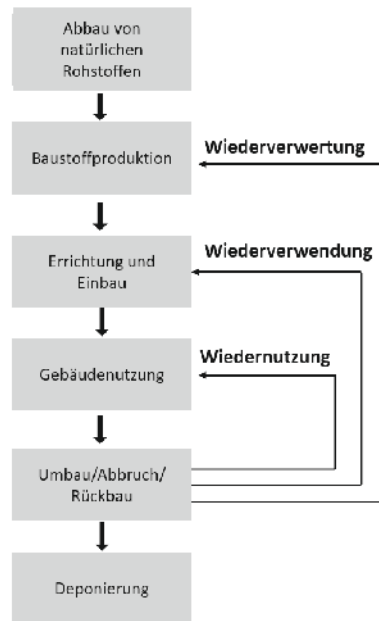 Abbau von
natürlichen
Rohstoffen
Baustoffproduktion
Wiederverwertung
Errichtung und
Einbau
Wiederverwendung
Gebäudenutzung
Wiedernutzung
Umbau/Abbruch/
Rückbau
Deponierung